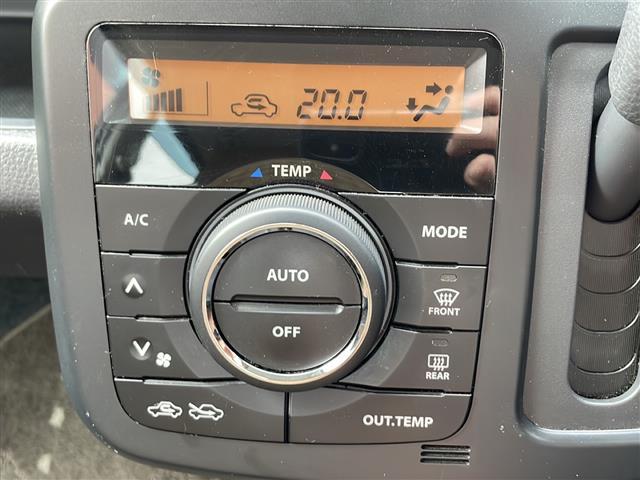 20.0
TEMP
A/C
MODE
AUTO
OFF
FRONT
REAR
OUT.TEMP